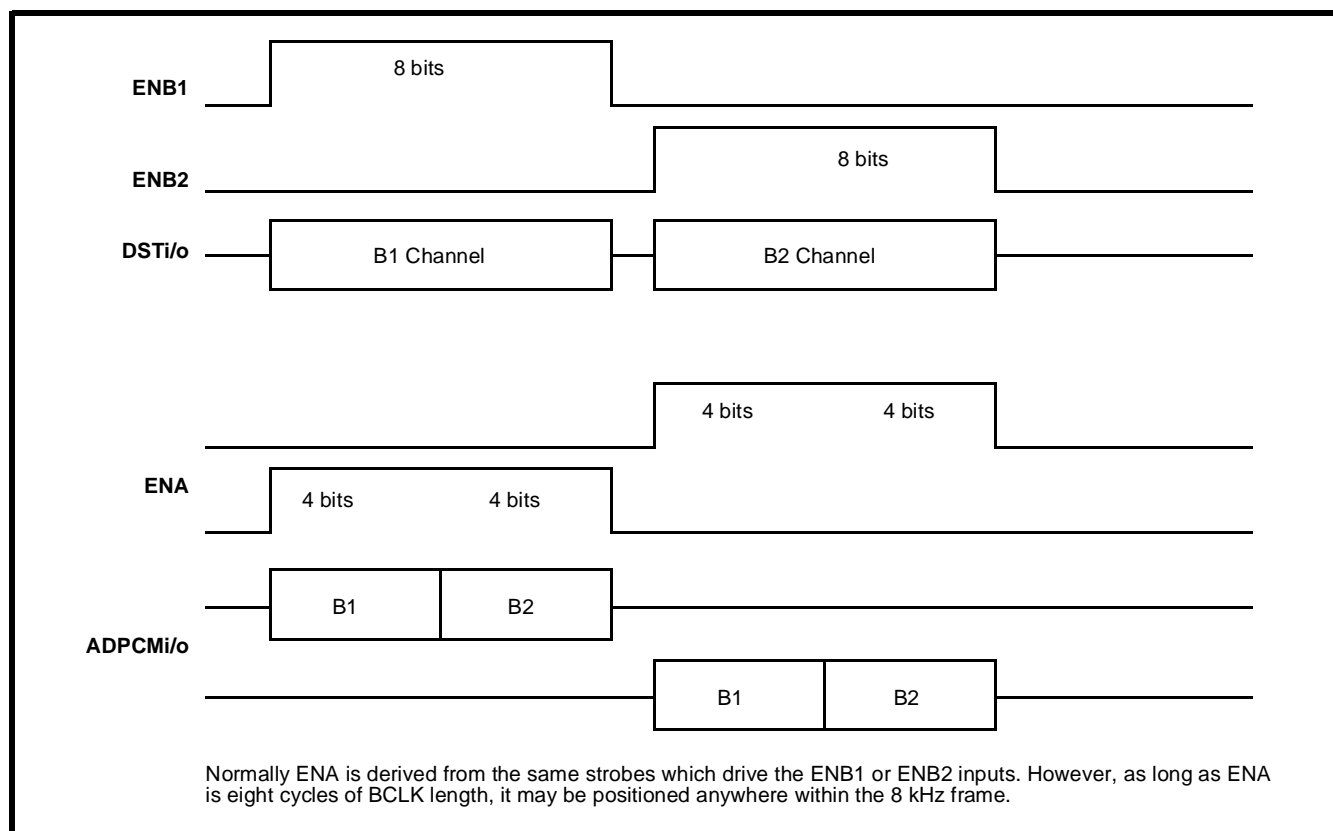 8 bits
ENB1
8 bits
ENB2
DSTi/o
B1 Channel B2 Channel
4 bits 4 bits
ENA
4 bits 4 bits
B1 B2
ADPCMi/o
B1 B2
Normally ENA is derived from the same strobes which drive the ENB1 or ENB2 inputs. However, as long as ENA
is eight cycles of BCLK length, it may be positioned anywhere within the 8 kHz frame.